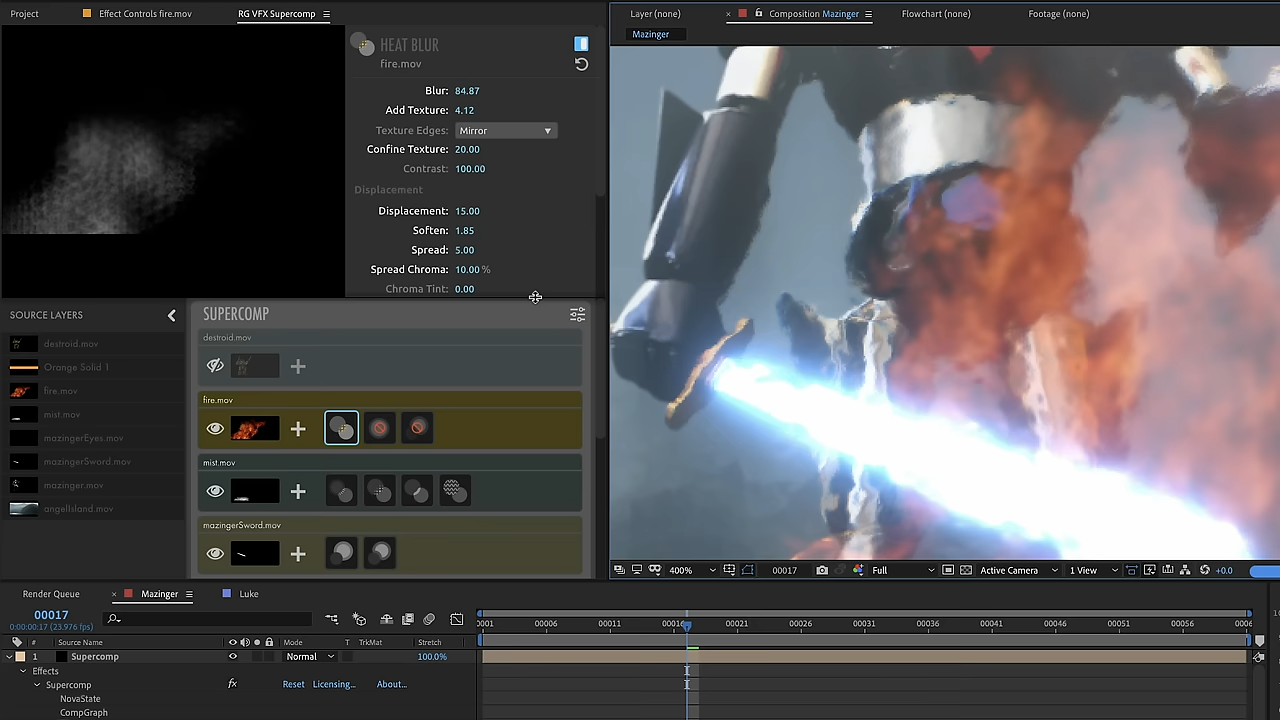 Project
Effect Controls fire.mov
RG VFX Supercomp
Layer (none)
Composition Mazinger
Flowchart (none)
Footage (none)
Mazinger
HEAT BLUR
fire.mov
Blur: 84.87
Add Texture: 4.12
Texture Edges: Mirror
Confine Texture: 20.00
Contrast: 100.00
Displacement
Displacement: 15.00
Soften: 1.85
Spread: 5.00
Spread Chroma: 10.00 %
Chroma Tint: 0.00
SOURCE LAYERS
destroid.mov
Orange Solid 1
fire.mov
mist.mov
mazingerEyes.mov
mazingerSword.mov
mazinger.mov
angelIsland.mov
SUPERCOMP
destroid.mov
fire.mov
mist.mov
mazingerSword.mov
400% 00017 Full Active Camera 1 View +0.0
Render Queue
Mazinger
Luke
00017
0:00:00:17 (23.976 fps)
0001 00006 00011 00016 00021 00026 00031 00036 00041 00046 00051 00056 0006
# Source Name Mode T TrkMat Stretch
1 Supercomp Normal 100.0%
Effects
Supercomp fx Reset Licensing... About...
NovaState
CompGraph